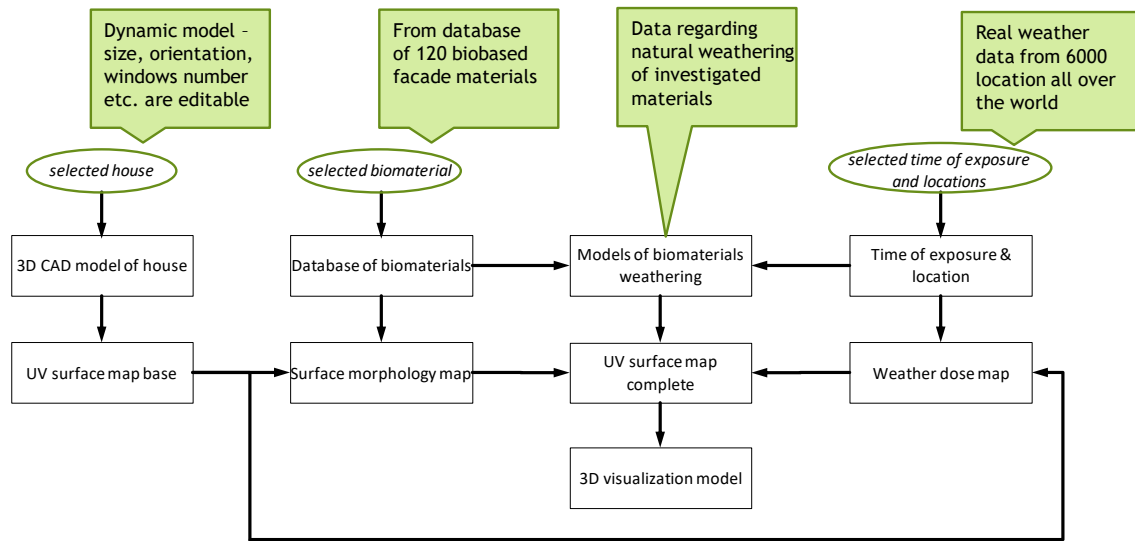 Dynamic model –
size, orientation,
windows number
etc. are editable
From database
of 120 biobased
facade materials
Data regarding
natural weathering
of investigated
materials
Real weather
data from 6000
location all over
the world
selected house
selected biomaterial
selected time of exposure
and locations
3D CAD model of house
Database of biomaterials
Models of biomaterials
weathering
Time of exposure &
location
UV surface map base
Surface morphology map
UV surface map
complete
Weather dose map
3D visualization model